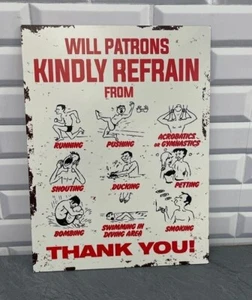 WILL PATRONS
KINDLY REFRAIN
FROM
RUNNING
PUSHING
ACROBATICS
OR GYMNASTICS
SHOUTING
DUCKING
PETTING
BOMBING
SWIMMING IN
DIVING AREA
SMOKING
THANK YOU!